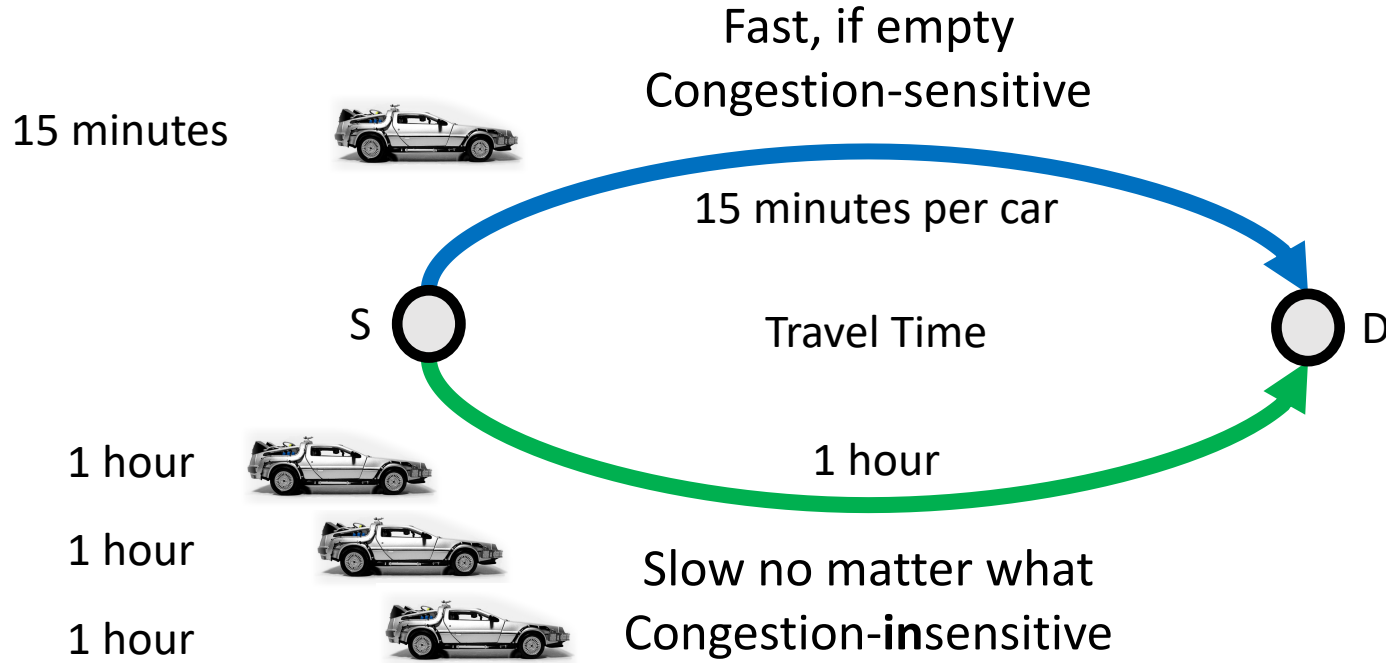 Fast, if empty
Congestion-sensitive
15 minutes
15 minutes per car
S
Travel Time
D
1 hour
1 hour
1 hour
1 hour
Slow no matter what
Congestion-insensitive